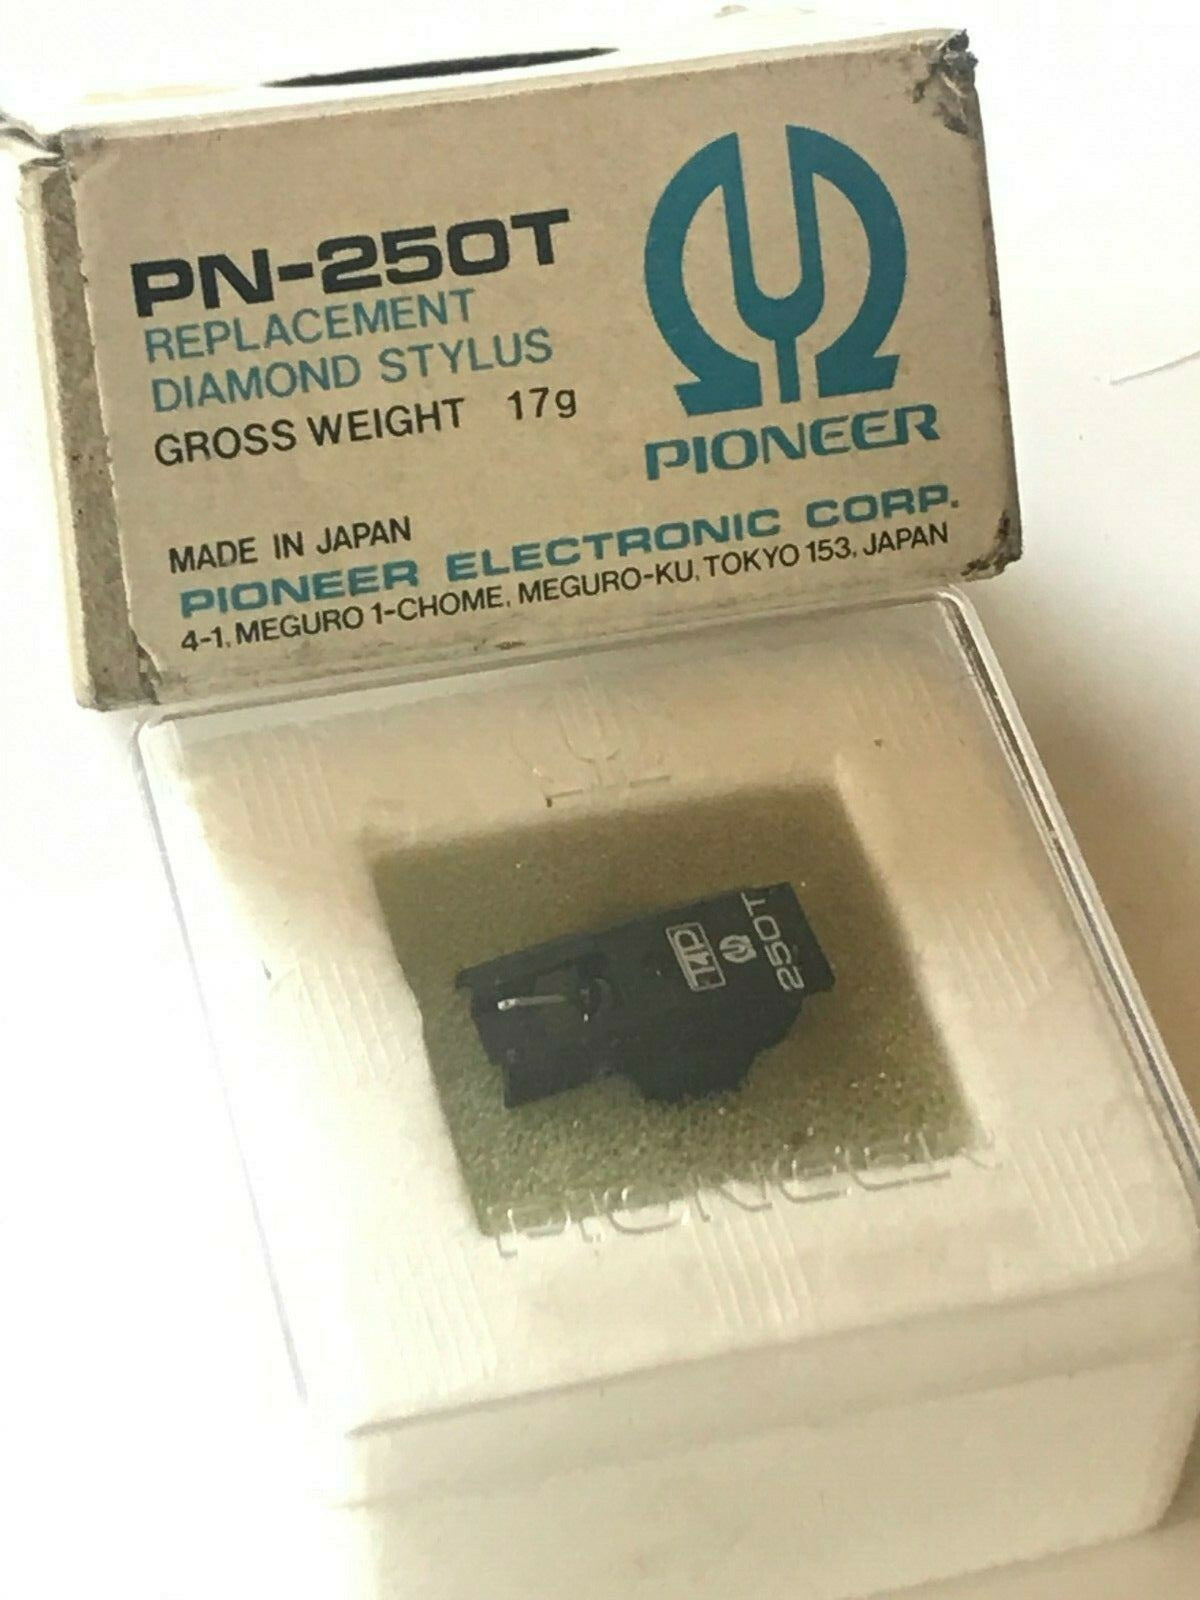 PN-250T
REPLACEMENT
DIAMOND STYLUS
GROSS WEIGHT 17g
PIONEER
MADE IN JAPAN
PIONEER ELECTRONIC CORP.
4-1, MEGURO 1-CHOME, MEGURO-KU, TOKYO 153, JAPAN
250T
PIONEER